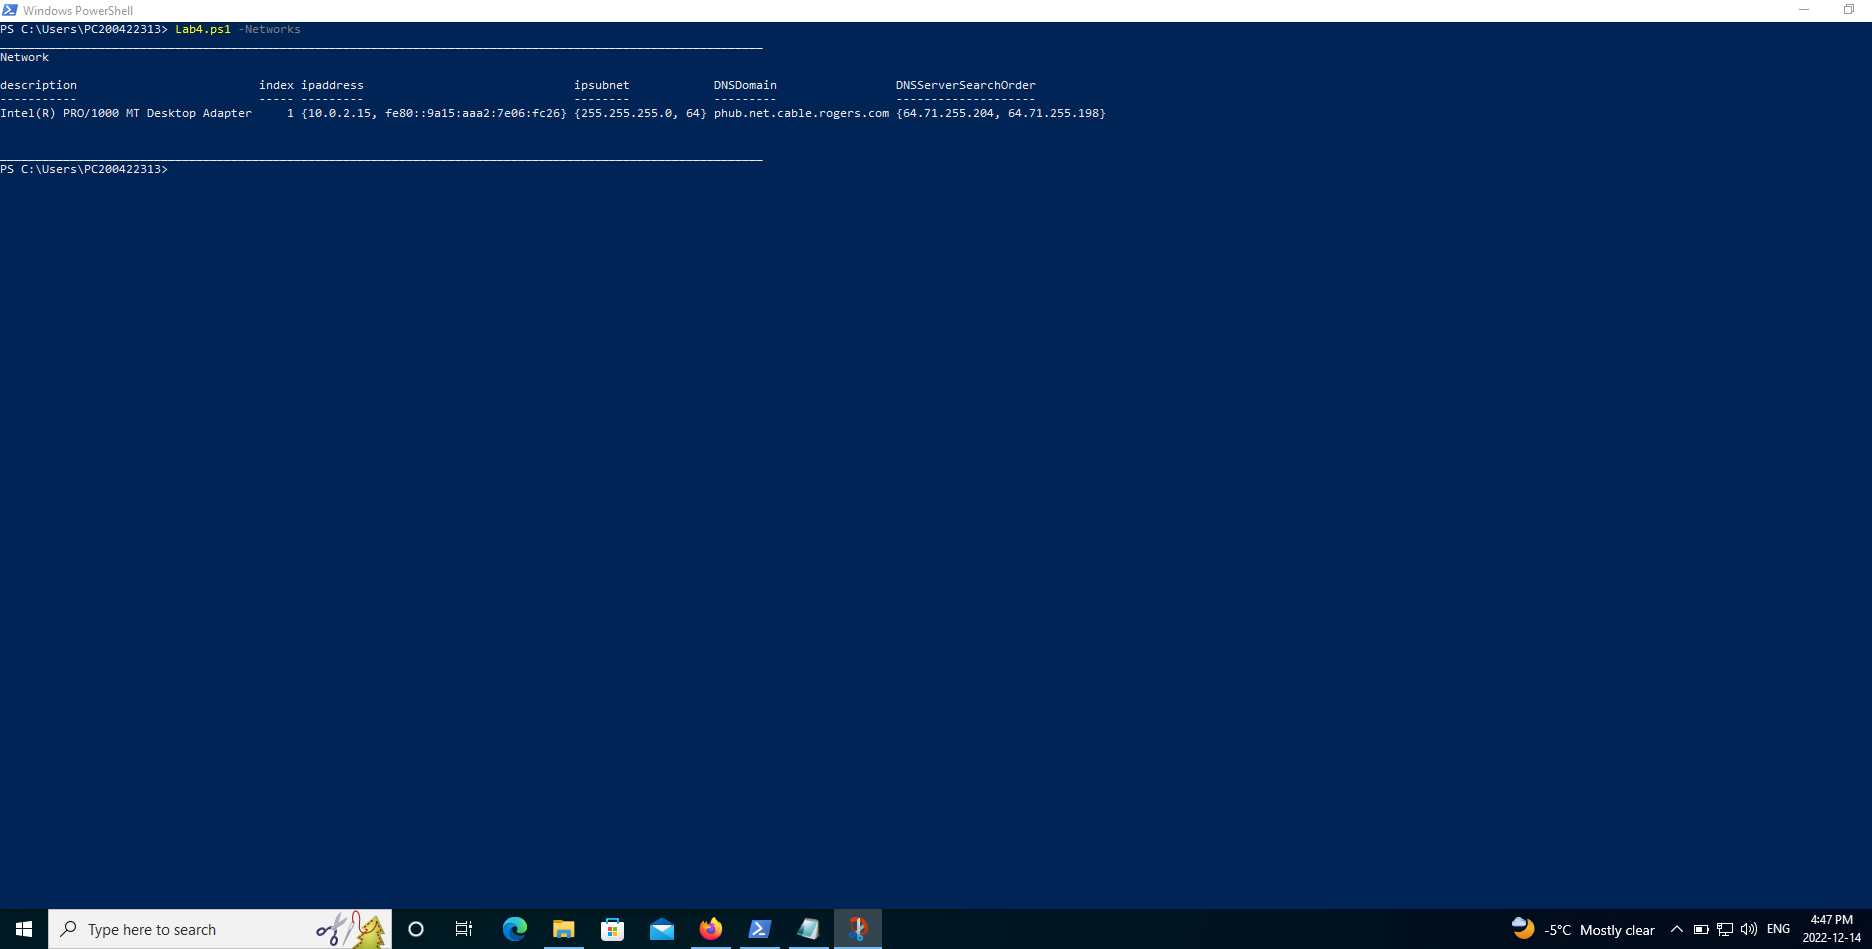 Windows PowerShell
PS C:\Users\PC200422313> Lab4.ps1 -Networks
Network
description index ipaddress ipsubnet DNSDomain DNSServerSearchOrder
----------- ----- --------- -------- --------- --------------------
Intel(R) PRO/1000 MT Desktop Adapter 1 {10.0.2.15, fe80::9a15:aaa2:7e06:fc26} {255.255.255.0, 64} phub.net.cable.rogers.com {64.71.255.204, 64.71.255.198}
PS C:\Users\PC200422313>
Type here to search
-5°C Mostly clear
ENG
4:47 PM
2022-12-14